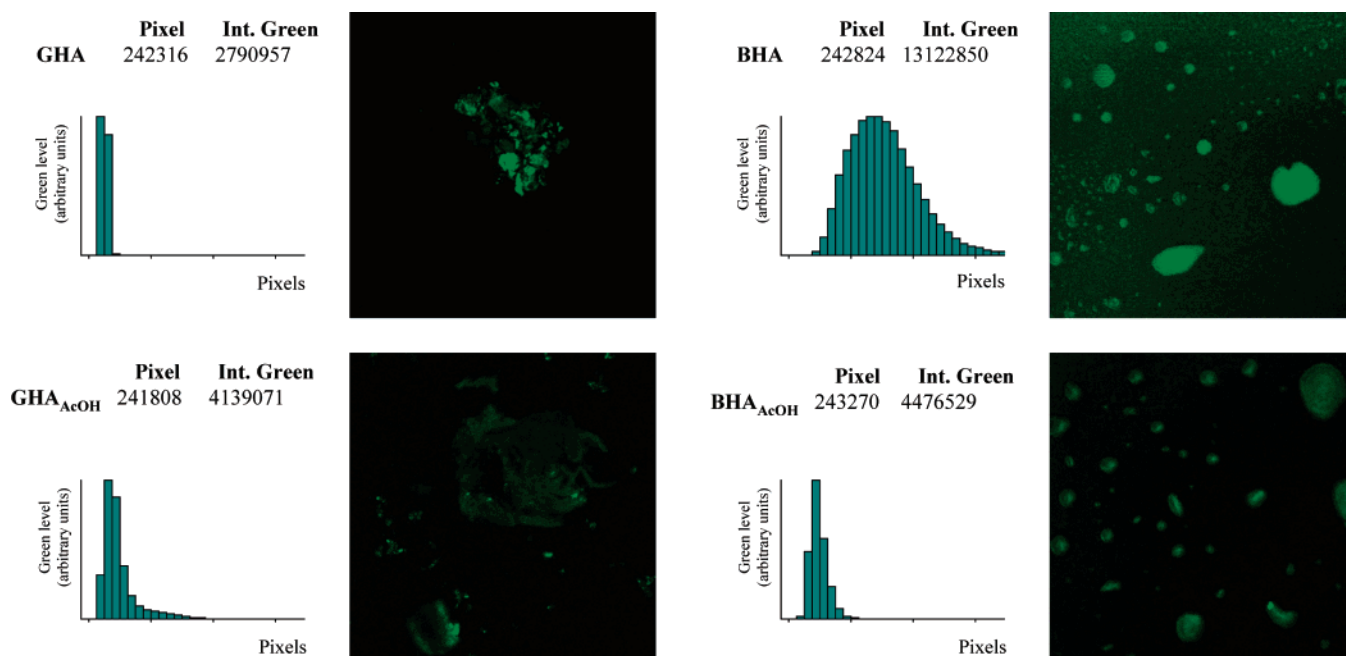 Pixel Int. Green
GHA 242316 2790957
Green level
(arbitrary units)
Pixels
Pixel Int. Green
BHA 242824 13122850
Green level
(arbitrary units)
Pixels
Pixel Int. Green
GHA_AcOH 241808 4139071
Green level
(arbitrary units)
Pixels
Pixel Int. Green
BHA_AcOH 243270 4476529
Green level
(arbitrary units)
Pixels